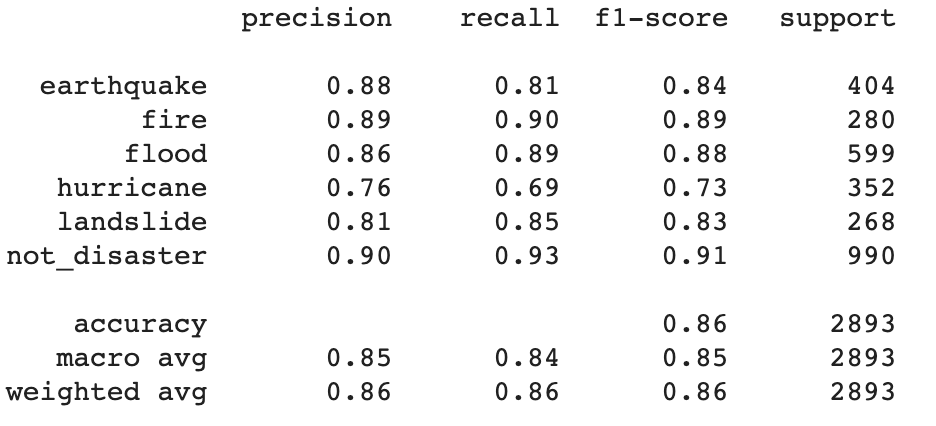 precision recall f1-score support
earthquake 0.88 0.81 0.84 404
fire 0.89 0.90 0.89 280
flood 0.86 0.89 0.88 599
hurricane 0.76 0.69 0.73 352
landslide 0.81 0.85 0.83 268
not_disaster 0.90 0.93 0.91 990
accuracy 0.86 2893
macro avg 0.85 0.84 0.85 2893
weighted avg 0.86 0.86 0.86 2893